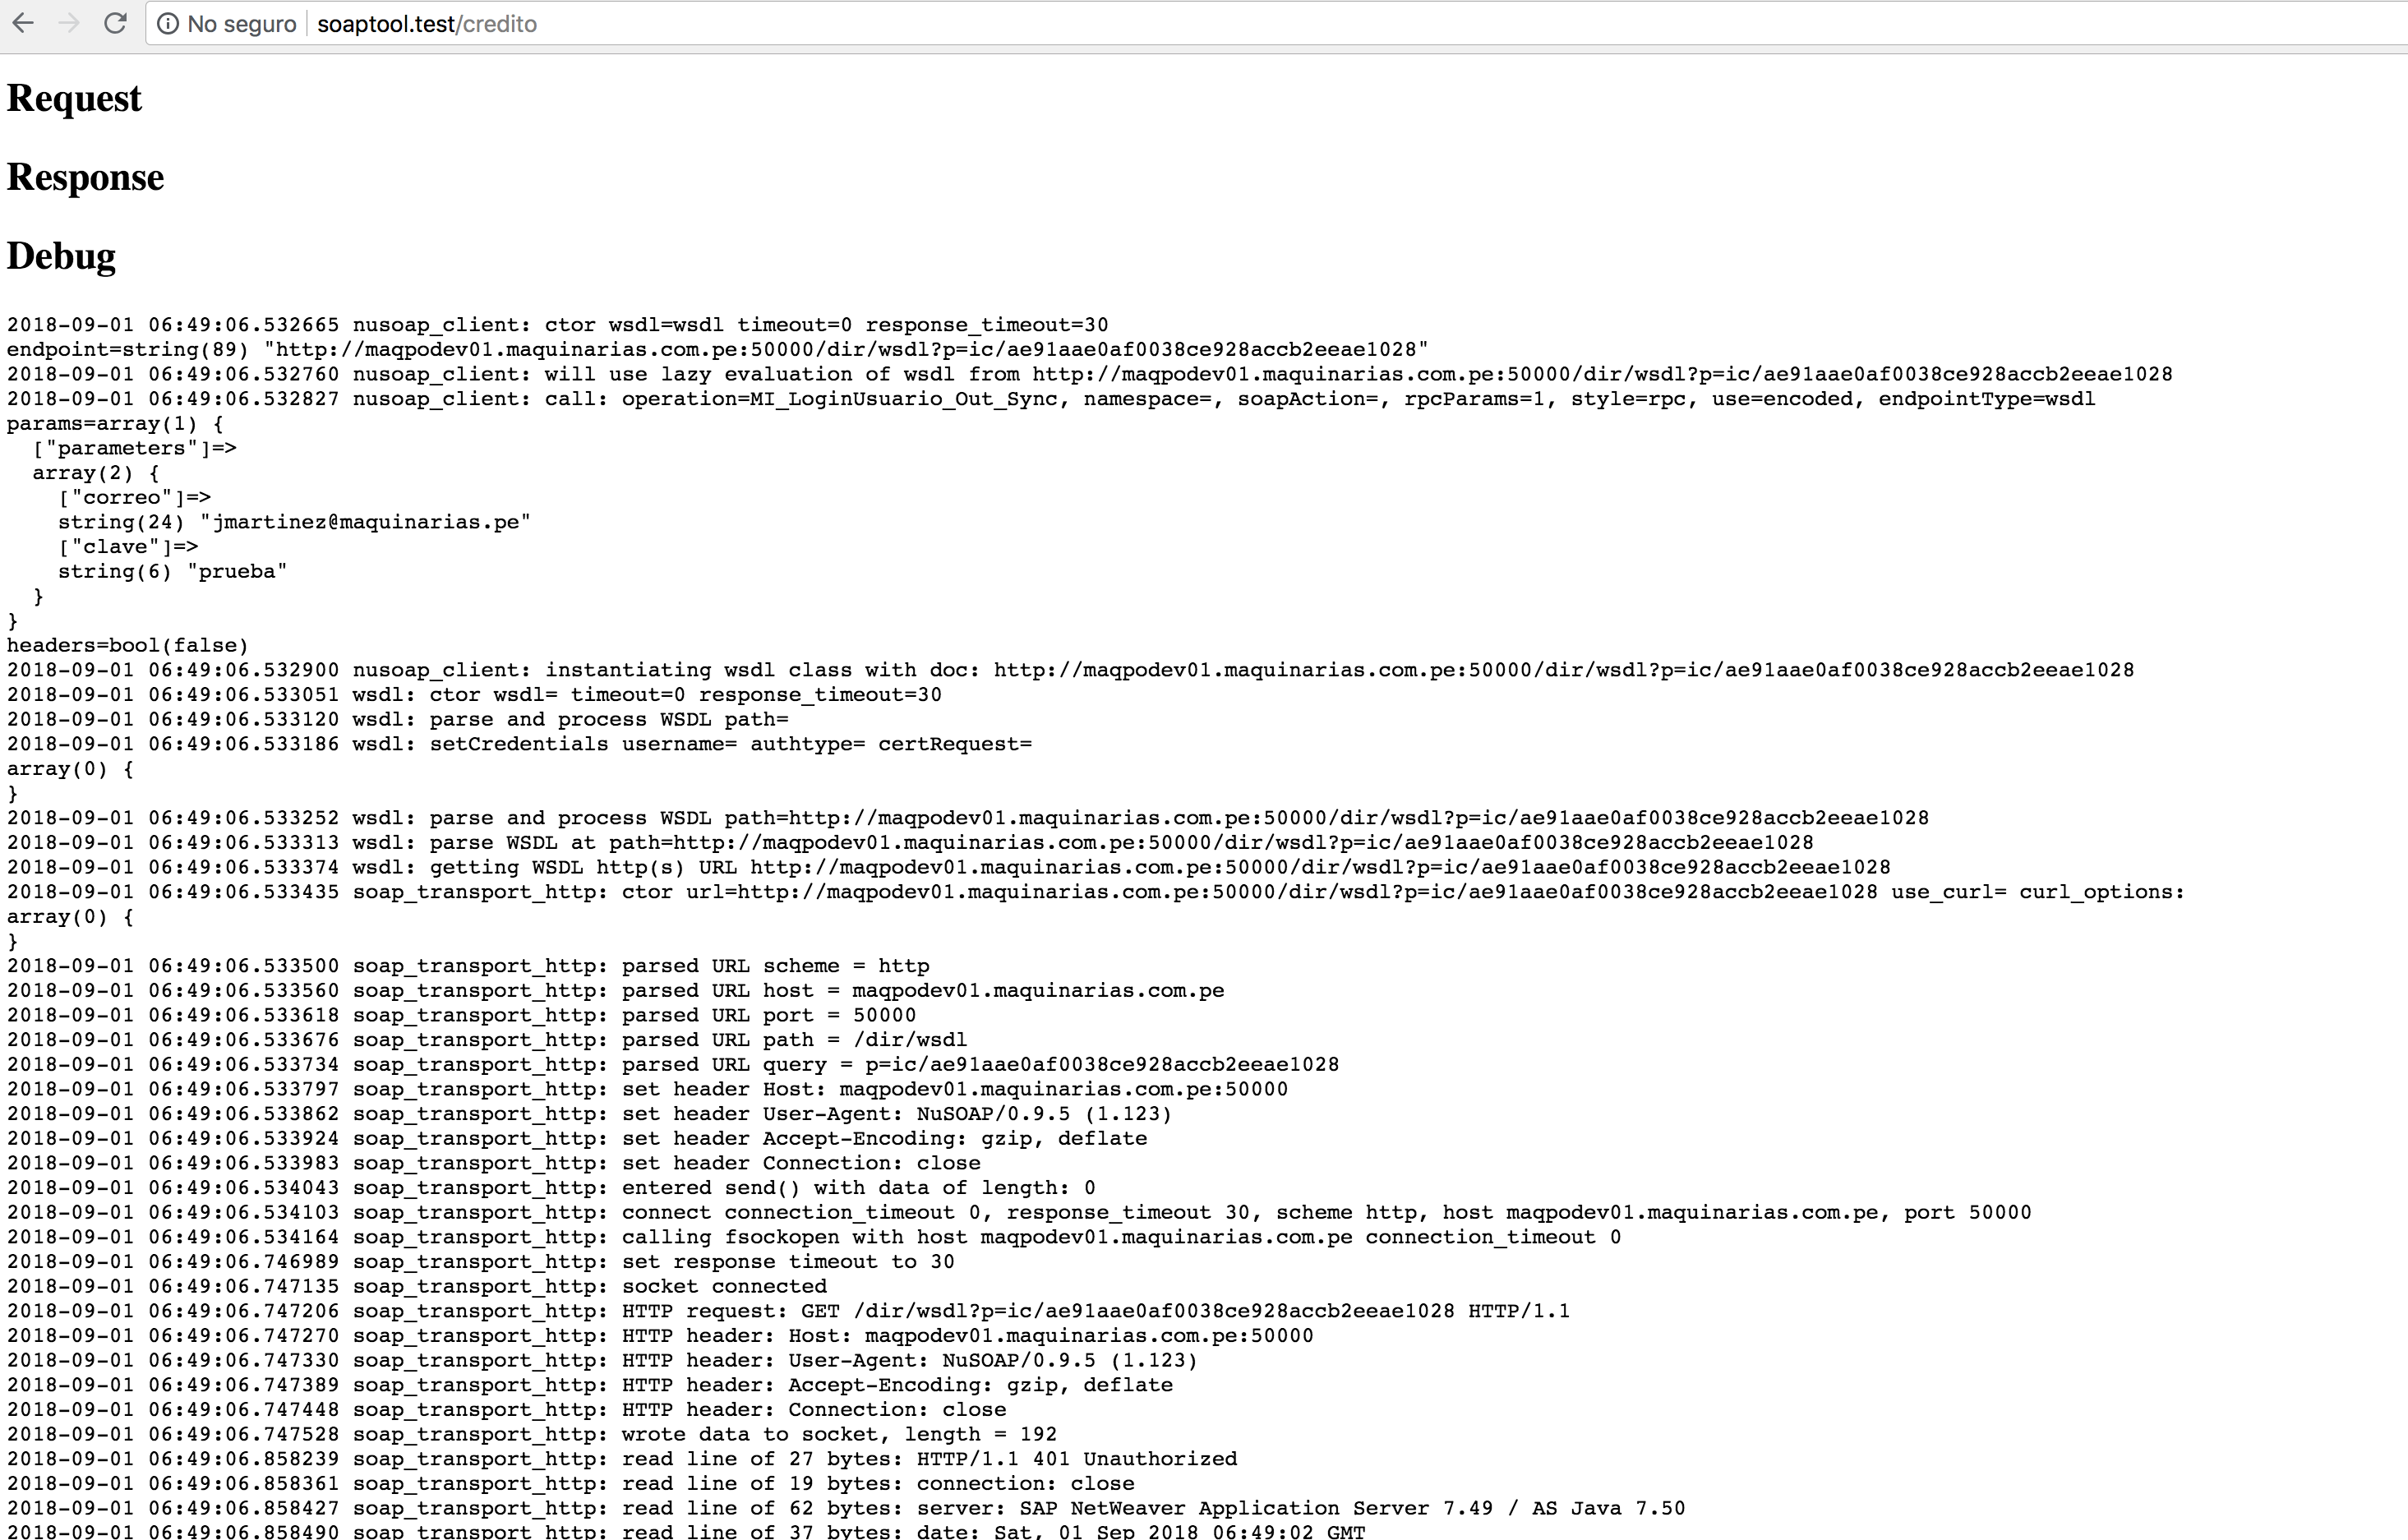 No seguro soaptool.test/credito
Request
Response
Debug
2018-09-01 06:49:06.532665 nusoap_client: ctor wsdl=wsdl timeout=0 response_timeout=30
endpoint=string(89) "http://maqpodev01.maquinarias.com.pe:50000/dir/wsdl?p=ic/ae91aae0af0038ce928accb2eeae1028"
2018-09-01 06:49:06.532760 nusoap_client: will use lazy evaluation of wsdl from http://maqpodev01.maquinarias.com.pe:50000/dir/wsdl?p=ic/ae91aae0af0038ce928accb2eeae1028
2018-09-01 06:49:06.532827 nusoap_client: call: operation=MI_LoginUsuario_Out_Sync, namespace=, soapAction=, rpcParams=1, style=rpc, use=encoded, endpointType=wsdl
params=array(1) {
  ["parameters"]=>
  array(2) {
    ["correo"]=>
    string(24) "jmartinez@maquinarias.pe"
    ["clave"]=>
    string(6) "prueba"
  }
}
headers=bool(false)
2018-09-01 06:49:06.532900 nusoap_client: instantiating wsdl class with doc: http://maqpodev01.maquinarias.com.pe:50000/dir/wsdl?p=ic/ae91aae0af0038ce928accb2eeae1028
2018-09-01 06:49:06.533051 wsdl: ctor wsdl= timeout=0 response_timeout=30
2018-09-01 06:49:06.533120 wsdl: parse and process WSDL path=
2018-09-01 06:49:06.533186 wsdl: setCredentials username= authtype= certRequest=
array(0) {
}
2018-09-01 06:49:06.533252 wsdl: parse and process WSDL path=http://maqpodev01.maquinarias.com.pe:50000/dir/wsdl?p=ic/ae91aae0af0038ce928accb2eeae1028
2018-09-01 06:49:06.533313 wsdl: parse WSDL at path=http://maqpodev01.maquinarias.com.pe:50000/dir/wsdl?p=ic/ae91aae0af0038ce928accb2eeae1028
2018-09-01 06:49:06.533374 wsdl: getting WSDL http(s) URL http://maqpodev01.maquinarias.com.pe:50000/dir/wsdl?p=ic/ae91aae0af0038ce928accb2eeae1028
2018-09-01 06:49:06.533435 soap_transport_http: ctor url=http://maqpodev01.maquinarias.com.pe:50000/dir/wsdl?p=ic/ae91aae0af0038ce928accb2eeae1028 use_curl= curl_options:
array(0) {
}
2018-09-01 06:49:06.533500 soap_transport_http: parsed URL scheme = http
2018-09-01 06:49:06.533560 soap_transport_http: parsed URL host = maqpodev01.maquinarias.com.pe
2018-09-01 06:49:06.533618 soap_transport_http: parsed URL port = 50000
2018-09-01 06:49:06.533676 soap_transport_http: parsed URL path = /dir/wsdl
2018-09-01 06:49:06.533734 soap_transport_http: parsed URL query = p=ic/ae91aae0af0038ce928accb2eeae1028
2018-09-01 06:49:06.533797 soap_transport_http: set header Host: maqpodev01.maquinarias.com.pe:50000
2018-09-01 06:49:06.533862 soap_transport_http: set header User-Agent: NuSOAP/0.9.5 (1.123)
2018-09-01 06:49:06.533924 soap_transport_http: set header Accept-Encoding: gzip, deflate
2018-09-01 06:49:06.533983 soap_transport_http: set header Connection: close
2018-09-01 06:49:06.534043 soap_transport_http: entered send() with data of length: 0
2018-09-01 06:49:06.534103 soap_transport_http: connect connection_timeout 0, response_timeout 30, scheme http, host maqpodev01.maquinarias.com.pe, port 50000
2018-09-01 06:49:06.534164 soap_transport_http: calling fsockopen with host maqpodev01.maquinarias.com.pe connection_timeout 0
2018-09-01 06:49:06.746989 soap_transport_http: set response timeout to 30
2018-09-01 06:49:06.747135 soap_transport_http: socket connected
2018-09-01 06:49:06.747206 soap_transport_http: HTTP request: GET /dir/wsdl?p=ic/ae91aae0af0038ce928accb2eeae1028 HTTP/1.1
2018-09-01 06:49:06.747270 soap_transport_http: HTTP header: Host: maqpodev01.maquinarias.com.pe:50000
2018-09-01 06:49:06.747330 soap_transport_http: HTTP header: User-Agent: NuSOAP/0.9.5 (1.123)
2018-09-01 06:49:06.747389 soap_transport_http: HTTP header: Accept-Encoding: gzip, deflate
2018-09-01 06:49:06.747448 soap_transport_http: HTTP header: Connection: close
2018-09-01 06:49:06.747528 soap_transport_http: wrote data to socket, length = 192
2018-09-01 06:49:06.858239 soap_transport_http: read line of 27 bytes: HTTP/1.1 401 Unauthorized
2018-09-01 06:49:06.858361 soap_transport_http: read line of 19 bytes: connection: close
2018-09-01 06:49:06.858427 soap_transport_http: read line of 62 bytes: server: SAP NetWeaver Application Server 7.49 / AS Java 7.50
2018-09-01 06:49:06.858490 soap_transport_http: read line of 37 bytes: date: Sat, 01 Sep 2018 06:49:02 GMT